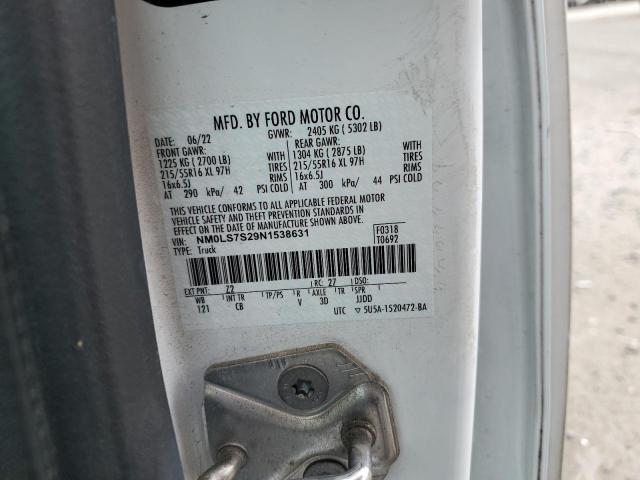 MFD. BY FORD MOTOR CO.
DATE: 06/22 GVWR: 2405 KG ( 5302 LB)
FRONT GAWR: REAR GAWR:
1225 KG ( 2700 LB) WITH 1304 KG ( 2875 LB) WITH
215/55R16 XL 97H TIRES 215/55R16 XL 97H TIRES
16x6.5J RIMS 16x6.5J RIMS
AT 290 kPa/ 42 PSI COLD AT 300 kPa/ 44 PSI COLD
THIS VEHICLE CONFORMS TO ALL APPLICABLE FEDERAL MOTOR
VEHICLE SAFETY AND THEFT PREVENTION STANDARDS IN
EFFECT ON THE DATE OF MANUFACTURE SHOWN ABOVE.
VIN: NM0LS7S29N1538631 F0318
TYPE: Truck T0692
EXT PNT: Z2 RC: 27 DSO:
WB INT TR TP/PS R AXLE TR SPR
121 CB V 3D JJDD
UTC ▽ 5U5A-1520472-BA